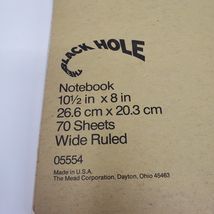 THE BLACK HOLE
Notebook
10½ in x 8 in
26.6 cm x 20.3 cm
70 Sheets
Wide Ruled
05554
Made in U.S.A.
The Mead Corporation, Dayton, Ohio 45463